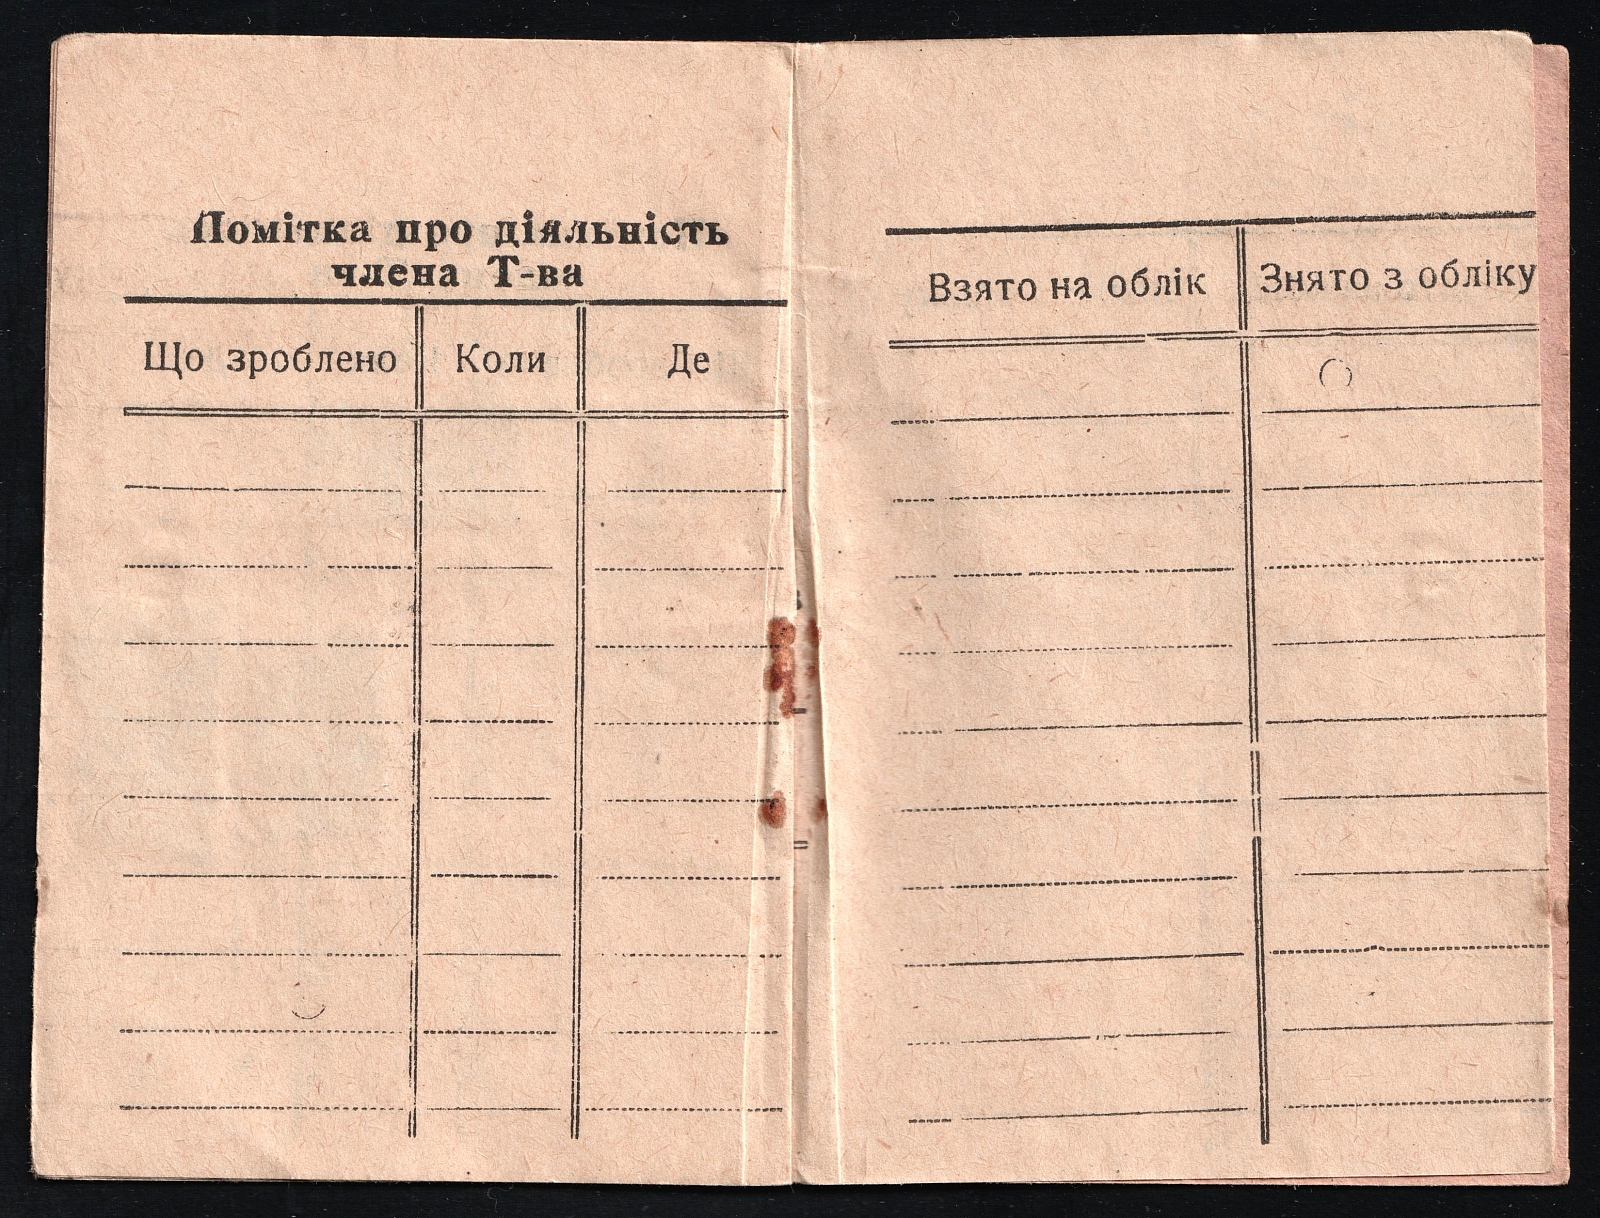 Помітка про діяльність
члена Т-ва
Що зроблено Коли Де
Взято на облік Знято з обліку